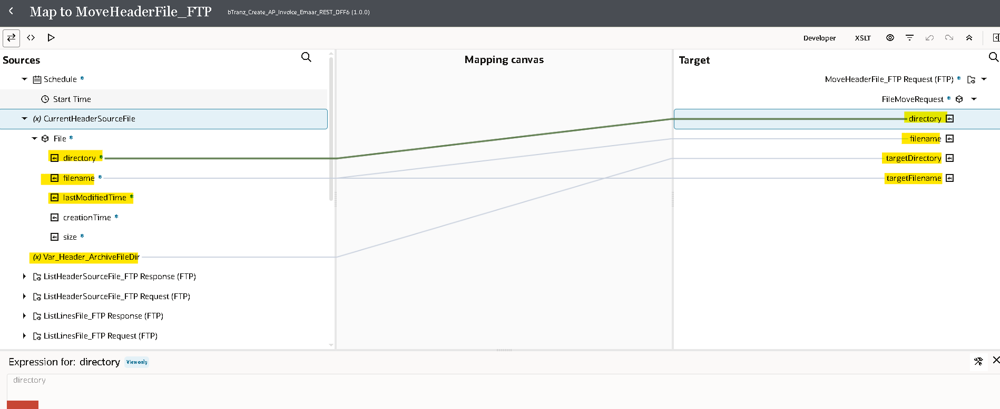 Map to MoveHeaderFile_FTP
bTranz_Create_AP_Invoice_Emaar_REST_DFF6 (1.0.0)
Developer
XSLT
Sources
Schedule *
Start Time
(x) CurrentHeaderSourceFile
File *
directory *
filename *
lastModifiedTime *
creationTime *
size *
(x) Var_Header_ArchiveFileDir
ListHeaderSourceFile_FTP Response (FTP)
ListHeaderSourceFile_FTP Request (FTP)
ListLinesFile_FTP Response (FTP)
ListLinesFile_FTP Request (FTP)
Mapping canvas
Target
MoveHeaderFile_FTP Request (FTP) *
FileMoveRequest *
directory
filename
targetDirectory
targetFilename
Expression for: directory View only
directory